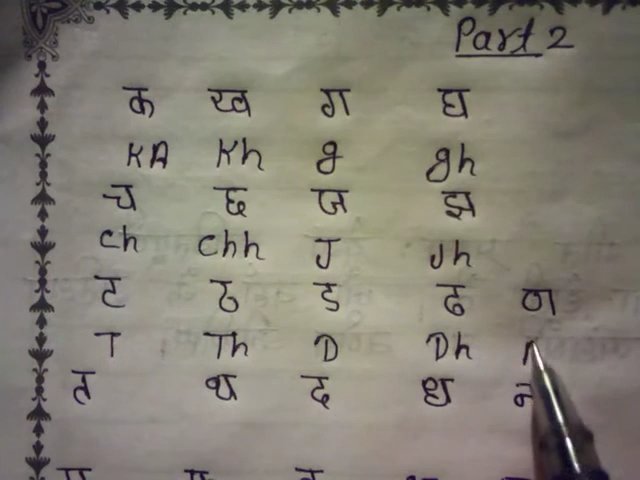 Part 2
क ख ग घ
KA Kh g gh
च छ ज झ
Ch Chh J Jh
ट ठ ड ढ ण
T Th D Dh
त थ द ध न